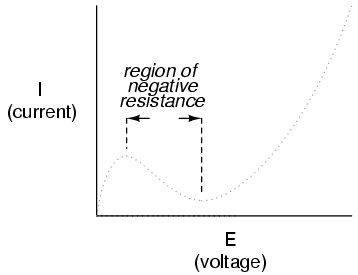 region of
negative
resistance
I
(current)
E
(voltage)